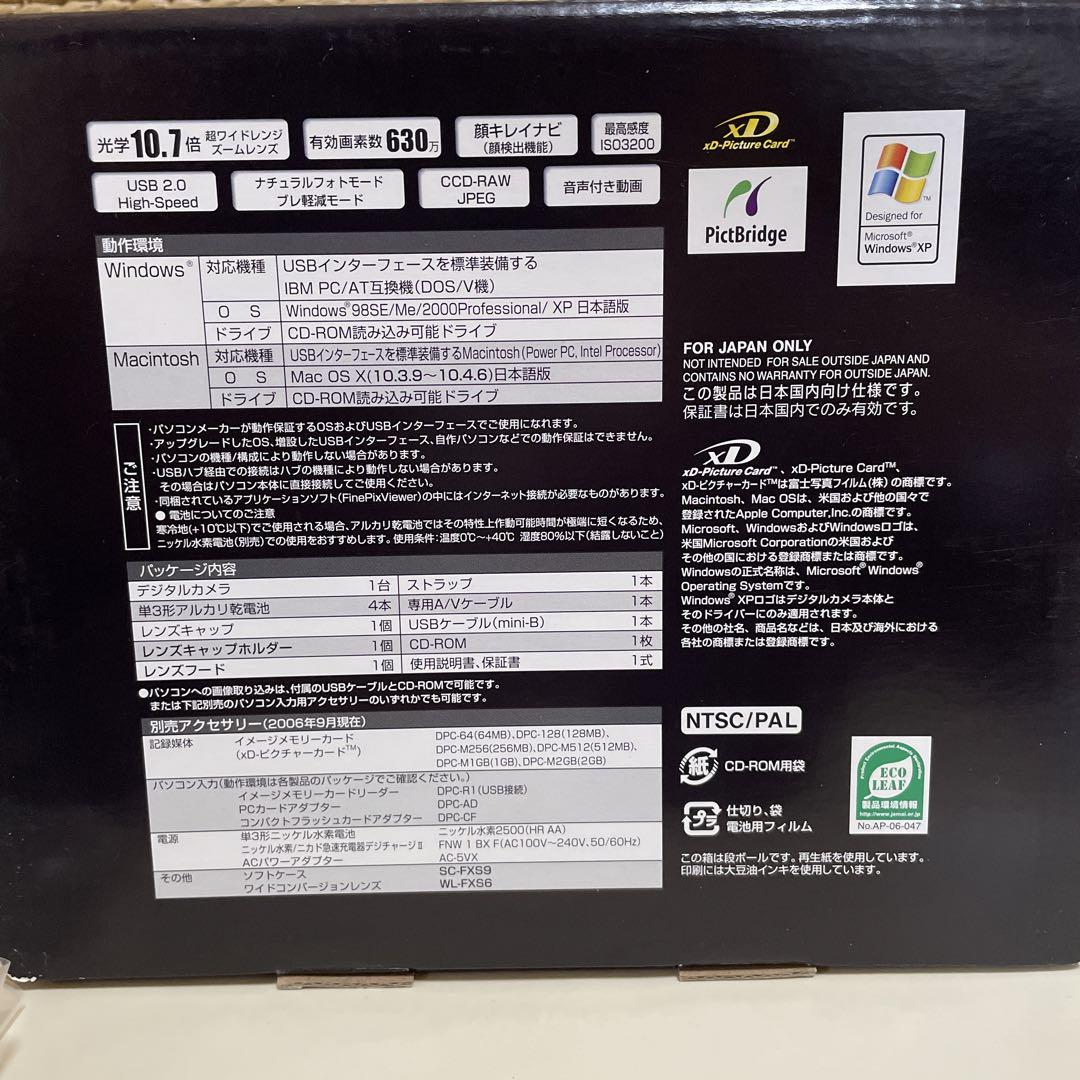 光学10.7倍 超ワイドレンジズームレンズ
有効画素数630万
顔キレイナビ
(顔検出機能)
最高感度
ISO3200
USB 2.0
High-Speed
ナチュラルフォトモード
ブレ軽減モード
CCD-RAW
JPEG
音声付き動画
動作環境
Windows® 対応機種 USBインターフェースを標準装備する
IBM PC/AT互換機(DOS/V機)
O S Windows®98SE/Me/2000Professional/ XP 日本語版
ドライブ CD-ROM読み込み可能ドライブ
Macintosh 対応機種 USBインターフェースを標準装備するMacintosh(Power PC, Intel Processor)
O S Mac OS X(10.3.9〜10.4.6)日本語版
ドライブ CD-ROM読み込み可能ドライブ
ご注意
・パソコンメーカーが動作保証するOSおよびUSBインターフェースでご使用になれます。
・アップグレードしたOS、増設したUSBインターフェース、自作パソコンなどでの動作保証はできません。
・パソコンの機種/構成により動作しない場合があります。
・USBハブ経由での接続はハブの機種により動作しない場合があります。
その場合はパソコン本体に直接接続してご使用ください。
・同梱されているアプリケーションソフト(FinePixViewer)の中にはインターネット接続が必要なものがあります。
● 電池についてのご注意
寒冷地(+10℃以下)でご使用される場合、アルカリ乾電池ではその特性上作動可能時間が極端に短くなるため、
ニッケル水素電池(別売)での使用をおすすめします。使用条件:温度0℃〜+40℃ 湿度80%以下(結露しないこと)
パッケージ内容
デジタルカメラ 1台 ストラップ 1本
単3形アルカリ乾電池 4本 専用A/Vケーブル 1本
レンズキャップ 1個 USBケーブル(mini-B) 1本
レンズキャップホルダー 1個 CD-ROM 1枚
レンズフード 1個 使用説明書、保証書 1式
●パソコンへの画像取り込みは、付属のUSBケーブルとCD-ROMで可能です。
または下記別売のパソコン入力用アクセサリーのいずれかでも可能です。
別売アクセサリー(2006年9月現在)
記録媒体 イメージメモリーカード DPC-64(64MB)、DPC-128(128MB)、
(xD-ピクチャーカード™) DPC-M256(256MB)、DPC-M512(512MB)、
DPC-M1GB(1GB)、DPC-M2GB(2GB)
パソコン入力(動作環境は各製品のパッケージでご確認ください。)
イメージメモリーカードリーダー DPC-R1(USB接続)
PCカードアダプター DPC-AD
コンパクトフラッシュカードアダプター DPC-CF
電源 単3形ニッケル水素電池 ニッケル水素2500(HR AA)
ニッケル水素/ニカド急速充電器デジチャージⅡ FNW 1 BX F(AC100V〜240V、50/60Hz)
ACパワーアダプター AC-5VX
その他 ソフトケース SC-FXS9
ワイドコンバージョンレンズ WL-FXS6
xD
xD-Picture Card™
PictBridge
Designed for
Microsoft®
Windows®XP
FOR JAPAN ONLY
NOT INTENDED FOR SALE OUTSIDE JAPAN AND
CONTAINS NO WARRANTY FOR OUTSIDE JAPAN.
この製品は日本国内向け仕様です。
保証書は日本国内でのみ有効です。
xD
xD-Picture Card™、xD-Picture Card™、
xD-ピクチャーカード™は富士写真フイルム(株)の商標です。
Macintosh、Mac OSは、米国および他の国々で
登録されたApple Computer,Inc.の商標です。
Microsoft、WindowsおよびWindowsロゴは、
米国Microsoft Corporationの米国および
その他の国における登録商標または商標です。
Windowsの正式名称は、Microsoft® Windows®
Operating Systemです。
Windows® XPロゴはデジタルカメラ本体と
そのドライバーにのみ適用されます。
その他の社名、商品名などは、日本及び海外における
各社の商標または登録商標です。
NTSC/PAL
紙 CD-ROM用袋
プラ 仕切り、袋
電池用フィルム
ECO
LEAF
製品環境情報
http://www.jemai.or.jp
No.AP-06-047
この箱は段ボールです。再生紙を使用しています。
印刷には大豆油インキを使用しています。